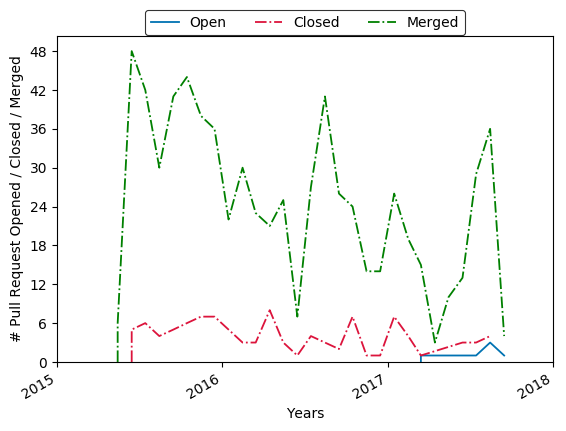 Open Closed Merged
# Pull Request Opened / Closed / Merged
48
42
36
30
24
18
12
6
0
2015 2016 2017 2018
Years